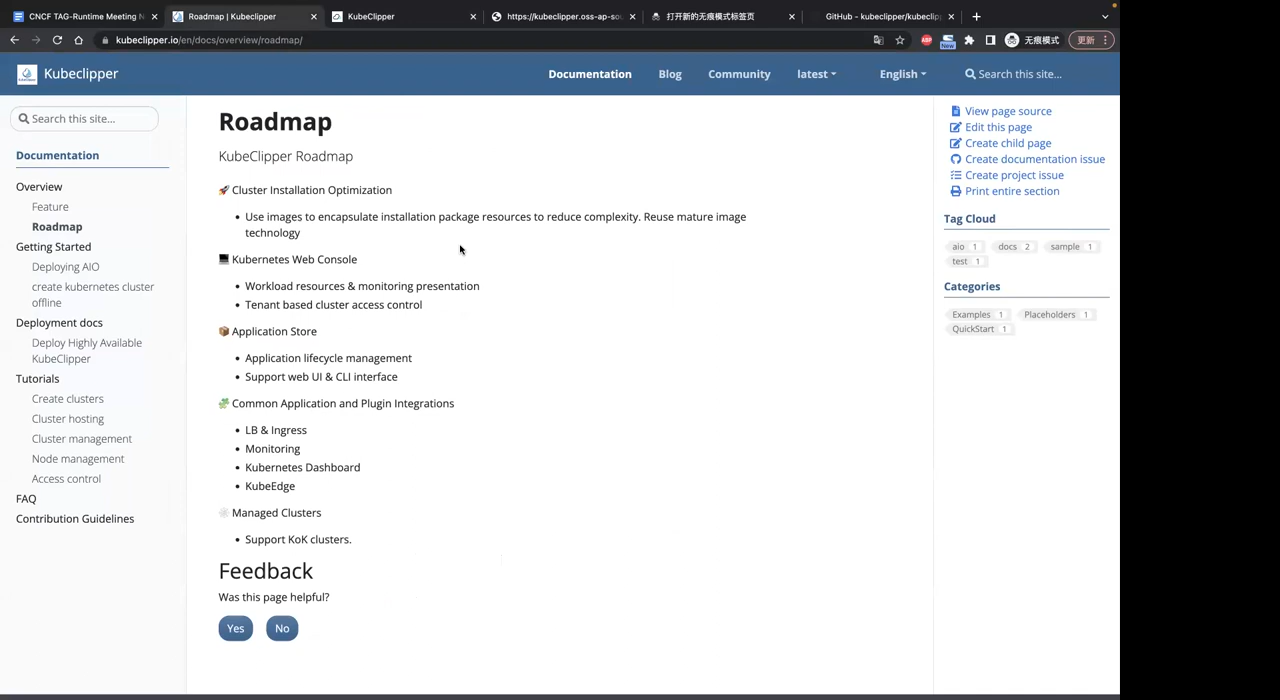 CNCF TAG-Runtime Meeting N
Roadmap | Kubeclipper
KubeClipper
https://kubeclipper.oss-ap-so
打开新的无痕模式标签页
GitHub - kubeclipper/kubeclip
kubeclipper.io/en/docs/overview/roadmap/
ABP
New
无痕模式
更新
Kubeclipper
Documentation
Blog
Community
latest
English
Search this site...
Search this site...
Documentation
Overview
Feature
Roadmap
Getting Started
Deploying AIO
create kubernetes cluster
offline
Deployment docs
Deploy Highly Available
KubeClipper
Tutorials
Create clusters
Cluster hosting
Cluster management
Node management
Access control
FAQ
Contribution Guidelines
Roadmap
KubeClipper Roadmap
🚀 Cluster Installation Optimization
• Use images to encapsulate installation package resources to reduce complexity. Reuse mature image
technology
💻 Kubernetes Web Console
• Workload resources & monitoring presentation
• Tenant based cluster access control
📦 Application Store
• Application lifecycle management
• Support web UI & CLI interface
🧩 Common Application and Plugin Integrations
• LB & Ingress
• Monitoring
• Kubernetes Dashboard
• KubeEdge
🕸 Managed Clusters
• Support KoK clusters.
Feedback
Was this page helpful?
Yes
No
View page source
Edit this page
Create child page
Create documentation issue
Create project issue
Print entire section
Tag Cloud
aio 1
docs 2
sample 1
test 1
Categories
Examples 1
Placeholders 1
QuickStart 1